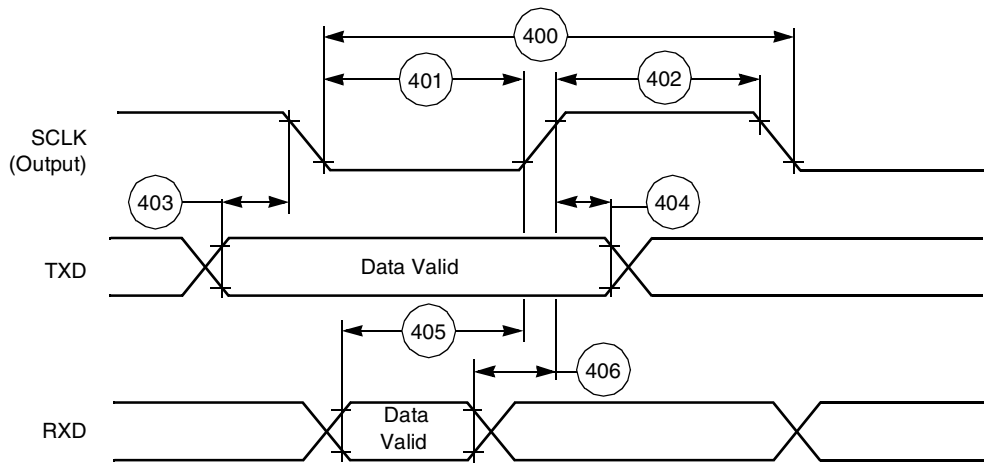 400
401
402
SCLK
(Output)
403
404
TXD
Data Valid
405
406
RXD
Data
Valid